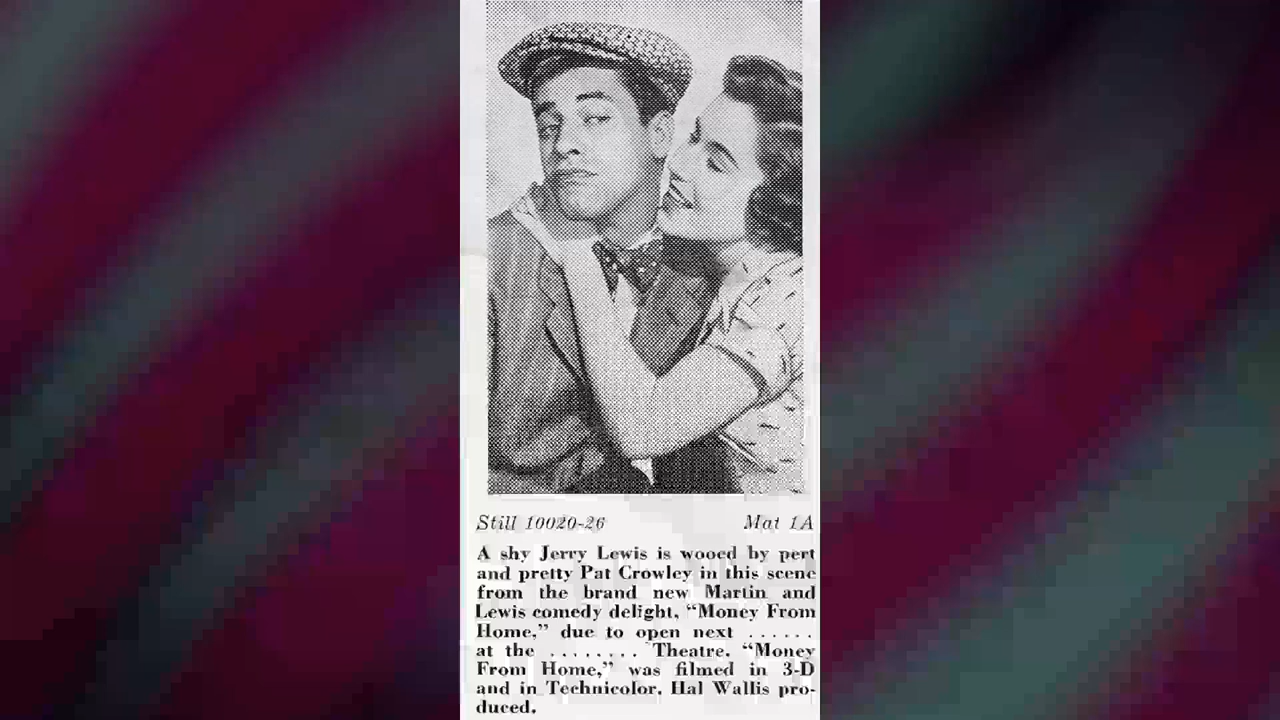 Still 10020-26 Mat 1A
A shy Jerry Lewis is wooed by pert
and pretty Pat Crowley in this scene
from the brand new Martin and
Lewis comedy delight, “Money From
Home,” due to open next ......
at the ........ Theatre. “Money
From Home,” was filmed in 3-D
and in Technicolor. Hal Wallis pro-
duced.